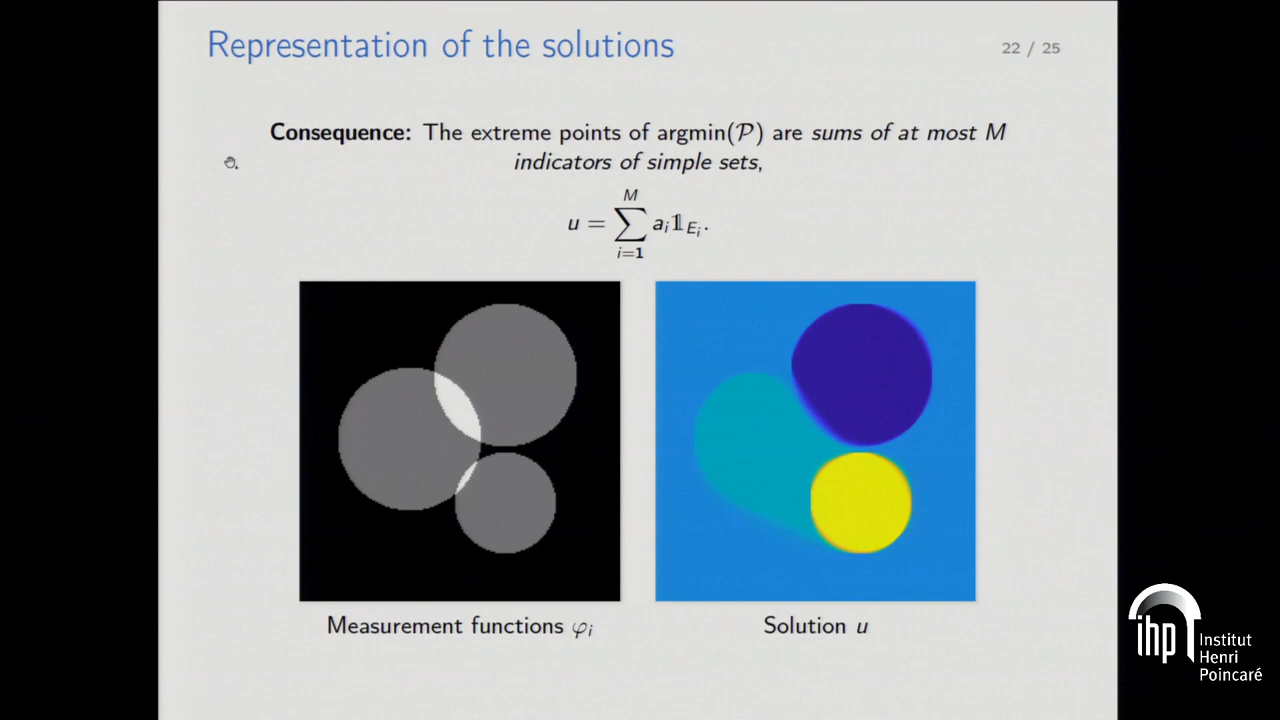 Representation of the solutions
22 / 25
Consequence: The extreme points of argmin(𝒫) are sums of at most M
indicators of simple sets,
u = ∑_{i=1}^{M} a_i 𝟙_{E_i}.
Measurement functions φ_i
Solution u
ihp Institut
Henri
Poincaré